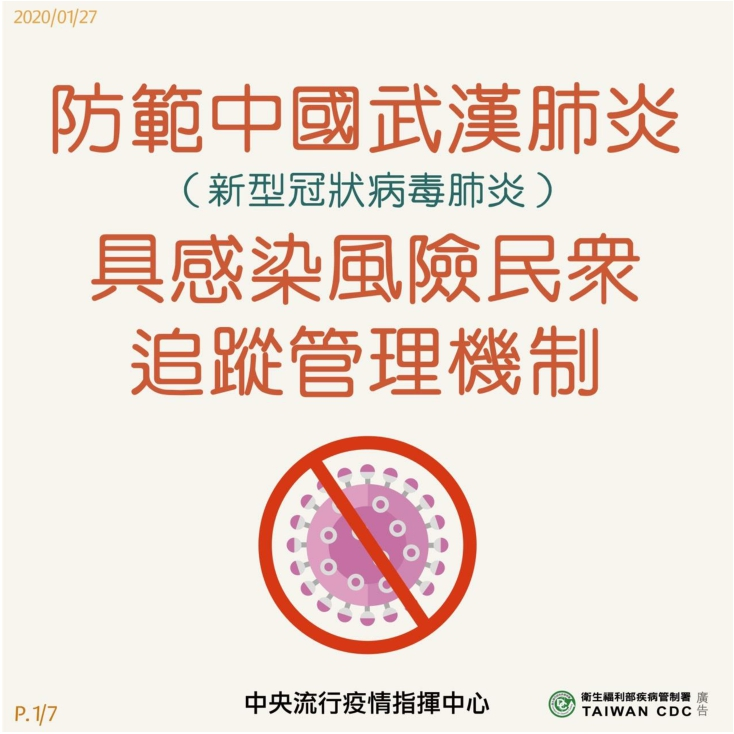 2020/01/27
防範中國武漢肺炎
（新型冠狀病毒肺炎）
具感染風險民眾
追蹤管理機制
P.1/7
中央流行疫情指揮中心
衛生福利部疾病管制署
TAIWAN CDC
廣告